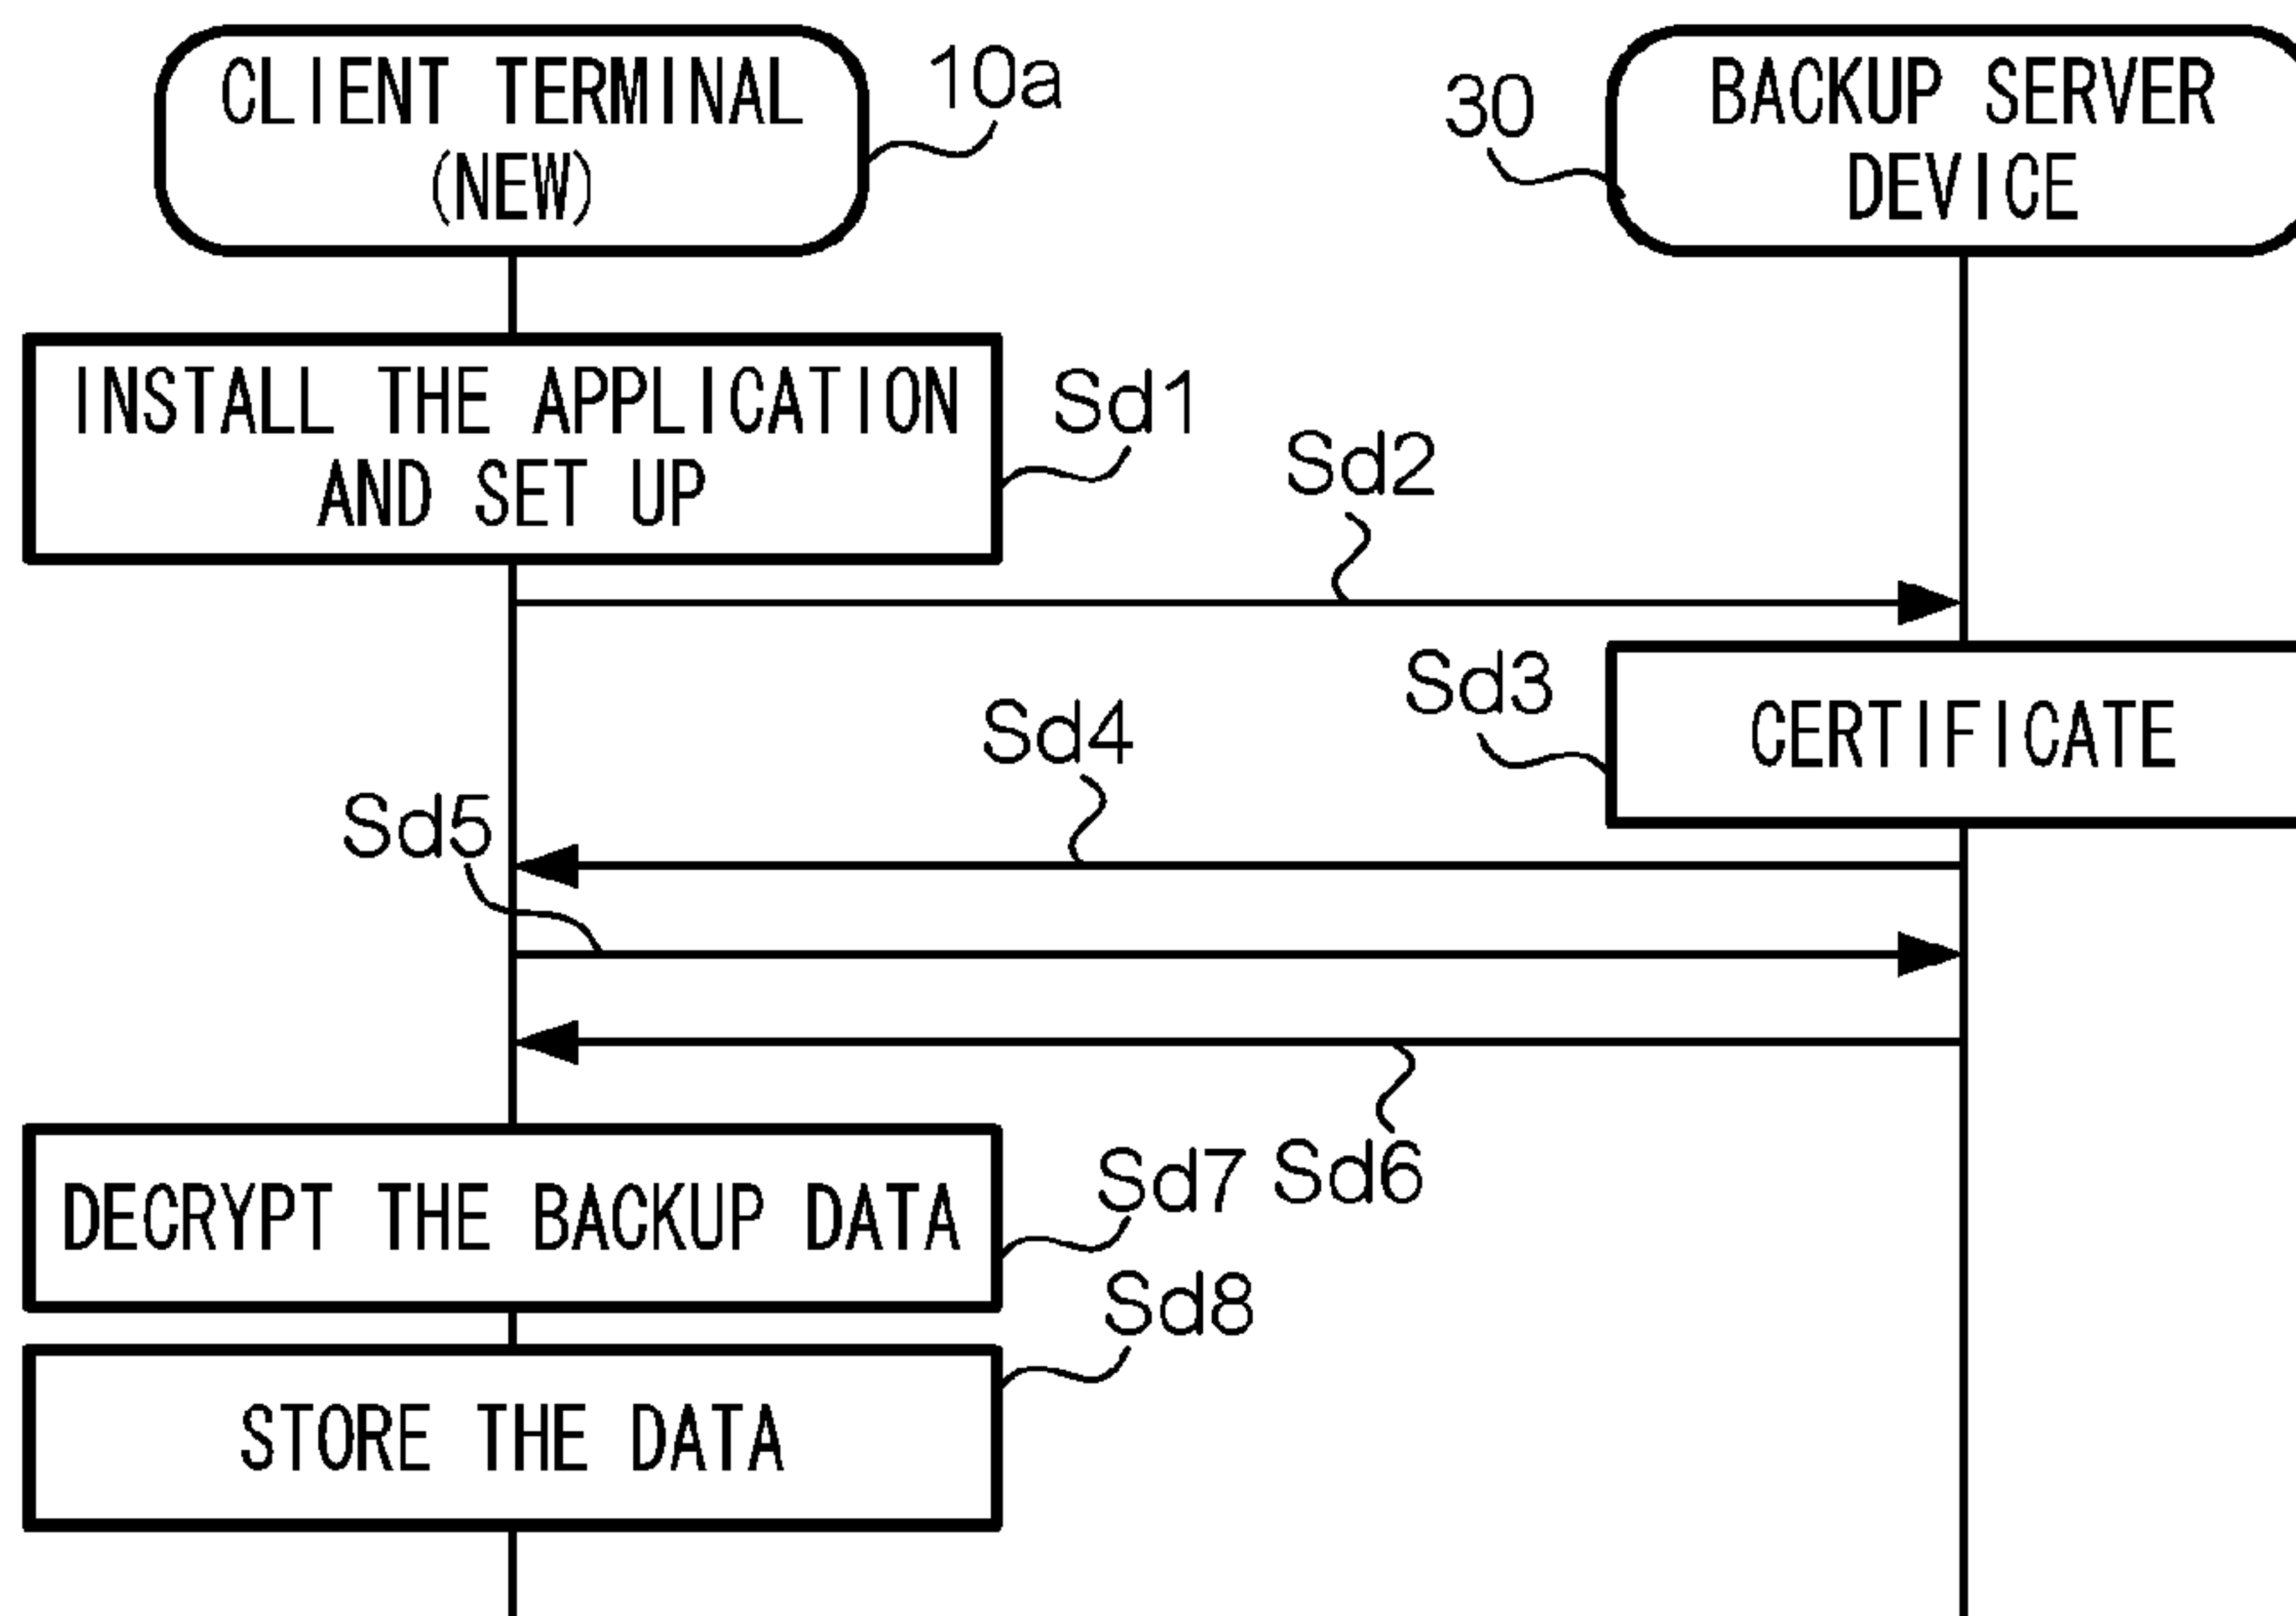 CLIENT TERMINAL
(NEW)
10a
30
BACKUP SERVER
DEVICE
INSTALL THE APPLICATION
AND SET UP
Sd1
Sd2
Sd3
CERTIFICATE
Sd4
Sd5
DECRYPT THE BACKUP DATA
Sd7
Sd6
Sd8
STORE THE DATA